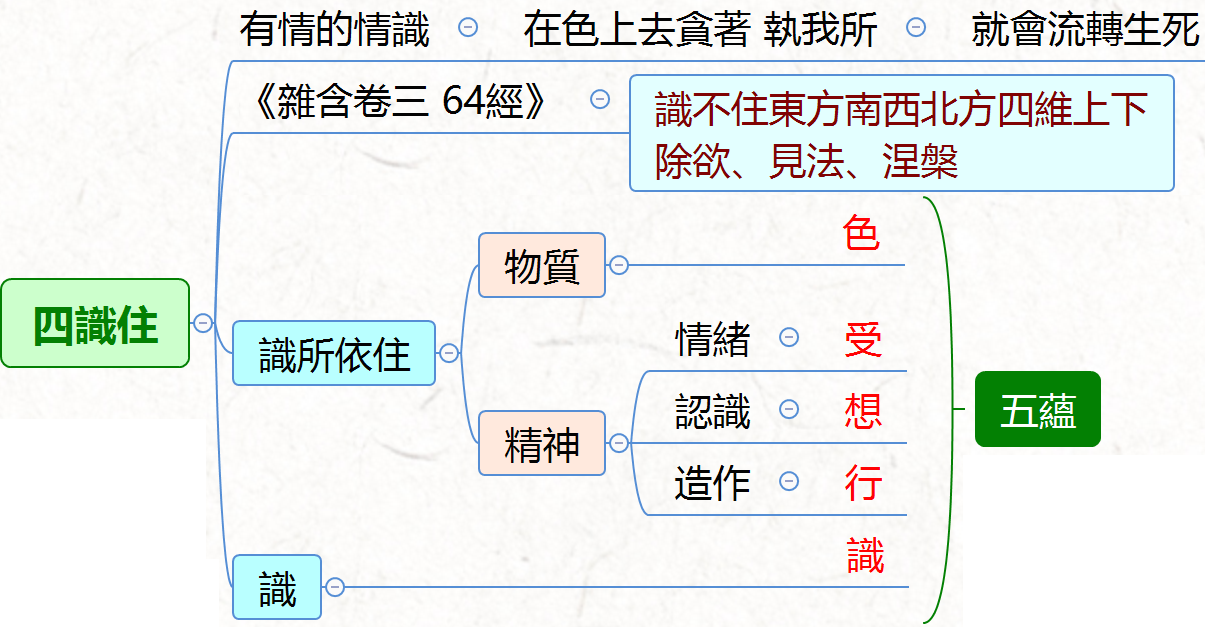 有情的情識 在色上去貪著 執我所 就會流轉生死
《雜含卷三 64經》
識不住東方南西北方四維上下
除欲、見法、涅槃
四識住
識所依住
物質 色
精神
情緒 受
認識 想
造作 行
識 識
五蘊